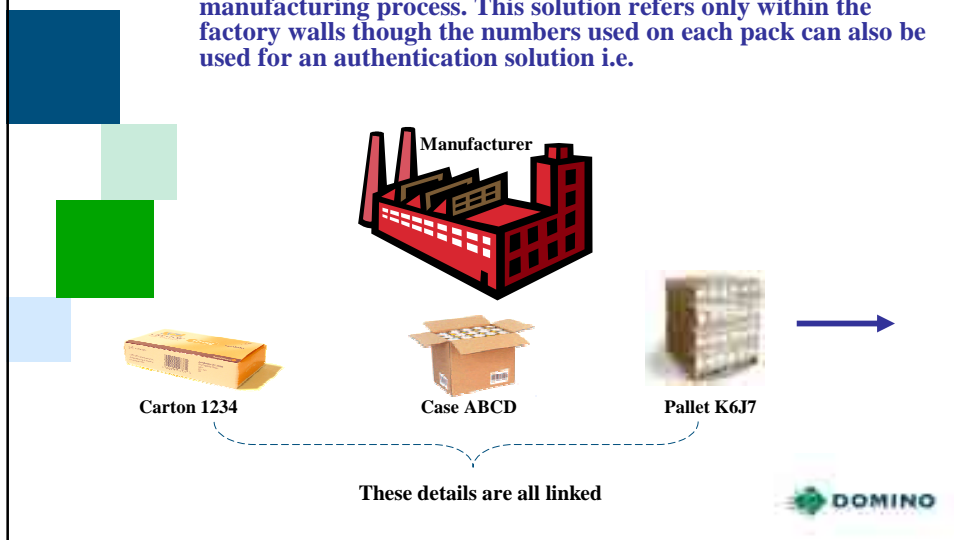 manufacturing process. This solution refers only within the
factory walls though the numbers used on each pack can also be
used for an authentication solution i.e.
Manufacturer
Carton 1234
Case ABCD
Pallet K6J7
These details are all linked
DOMINO